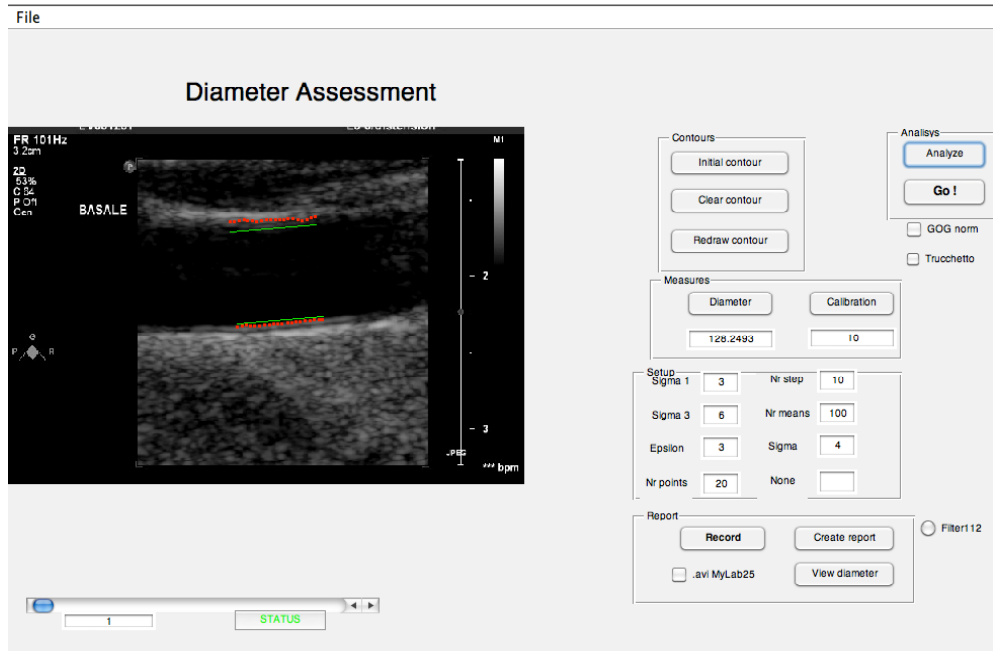 File
Diameter Assessment
FR 101Hz
3.2cm
2D
53%
C 64
P Off
Cen
BASALE
MI
2
3
JPEG
*** bpm
P
R
1
STATUS
Contours
Initial contour
Clear contour
Redraw contour
Analisys
Analyze
Go !
GOG norm
Trucchetto
Measures
Diameter
Calibration
128.2493
10
Setup
Sigma 1
3
Nr step
10
Sigma 3
6
Nr means
100
Epsilon
3
Sigma
4
Nr points
20
None
Report
Record
Create report
.avi MyLab25
View diameter
Filter112